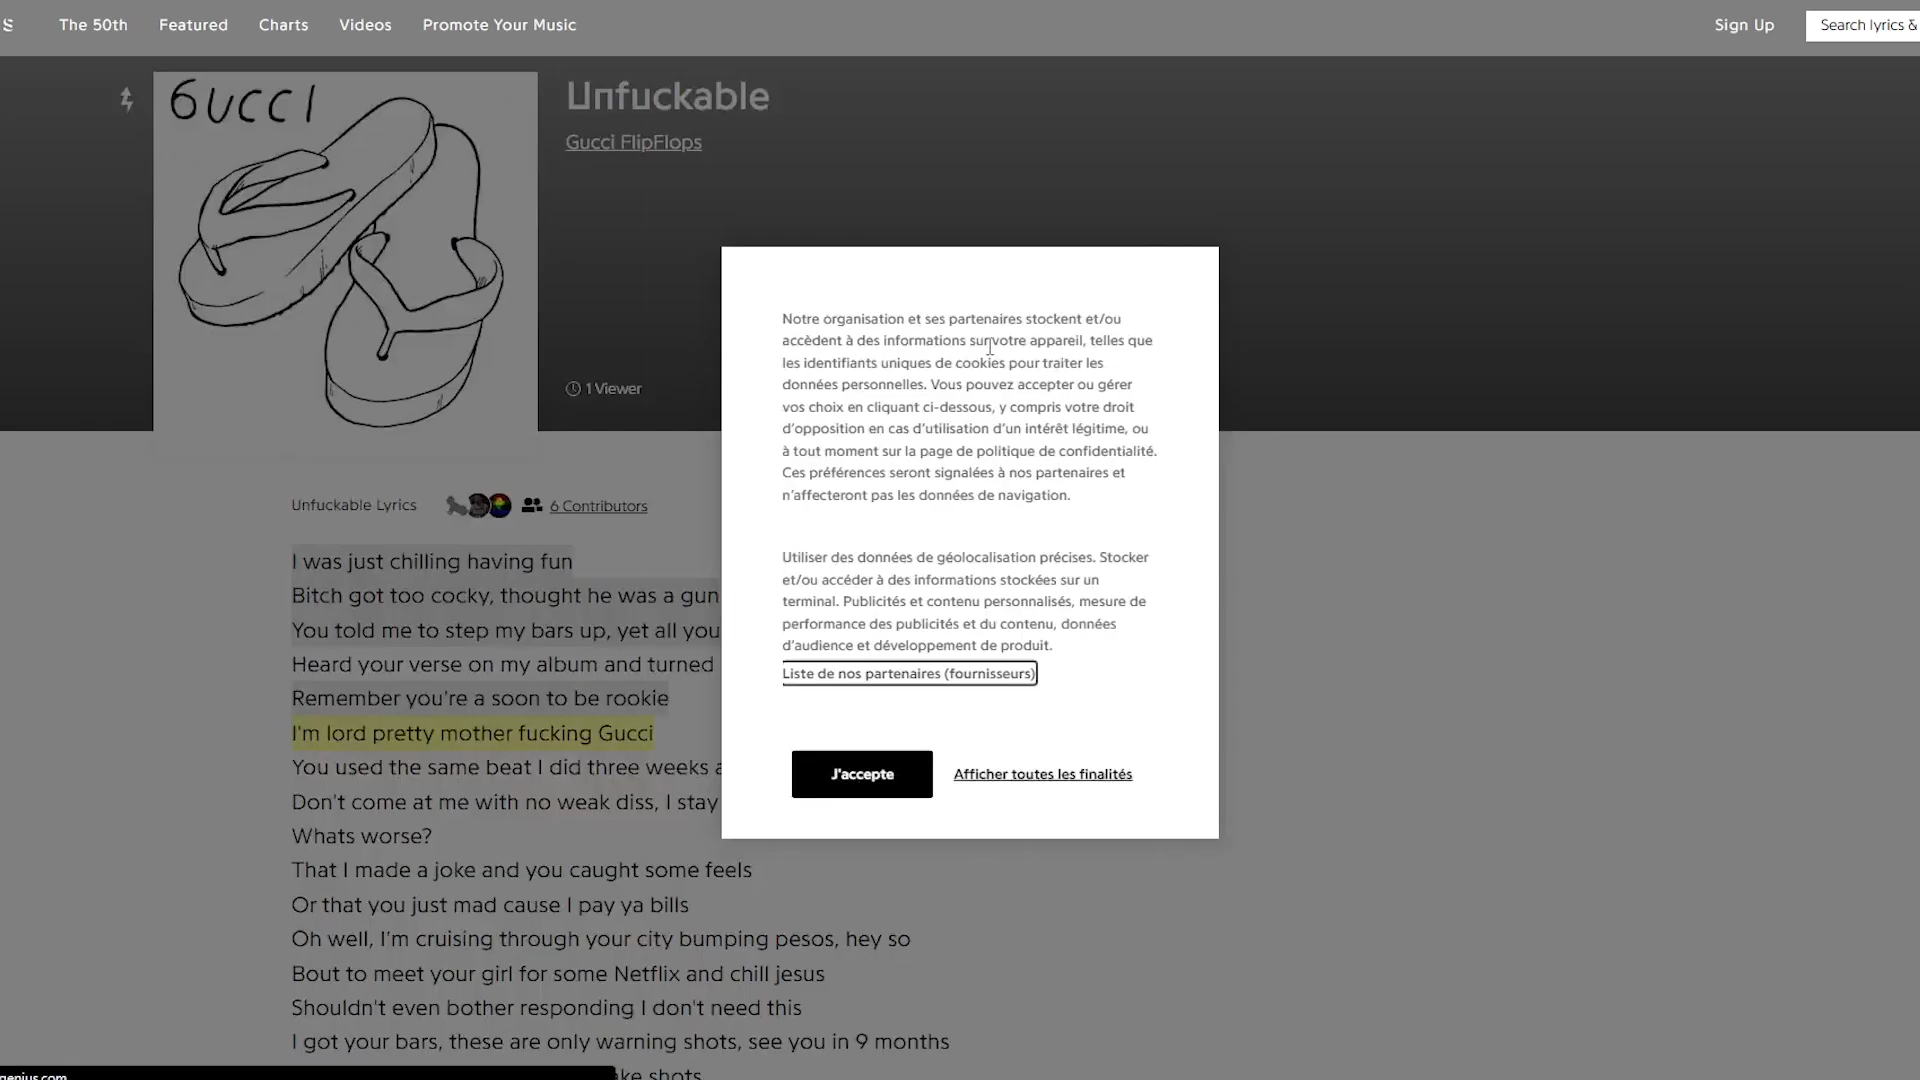 S The 50th Featured Charts Videos Promote Your Music Sign Up Search lyrics &
GUCCI
Unfuckable
Gucci FlipFlops
1 Viewer
Unfuckable Lyrics 6 Contributors
I was just chilling having fun
Bitch got too cocky, thought he was a gun
You told me to step my bars up, yet all you
Heard your verse on my album and turned
Remember you're a soon to be rookie
I'm lord pretty mother fucking Gucci
You used the same beat I did three weeks a
Don't come at me with no weak diss, I stay
Whats worse?
That I made a joke and you caught some feels
Or that you just mad cause I pay ya bills
Oh well, I'm cruising through your city bumping pesos, hey so
Bout to meet your girl for some Netflix and chill jesus
Shouldn't even bother responding I don't need this
I got your bars, these are only warning shots, see you in 9 months
ke shots
genius.com
Notre organisation et ses partenaires stockent et/ou
accèdent à des informations sur votre appareil, telles que
les identifiants uniques de cookies pour traiter les
données personnelles. Vous pouvez accepter ou gérer
vos choix en cliquant ci-dessous, y compris votre droit
d'opposition en cas d'utilisation d'un intérêt légitime, ou
à tout moment sur la page de politique de confidentialité.
Ces préférences seront signalées à nos partenaires et
n'affecteront pas les données de navigation.
Utiliser des données de géolocalisation précises. Stocker
et/ou accéder à des informations stockées sur un
terminal. Publicités et contenu personnalisés, mesure de
performance des publicités et du contenu, données
d'audience et développement de produit.
Liste de nos partenaires (fournisseurs)
J'accepte Afficher toutes les finalités